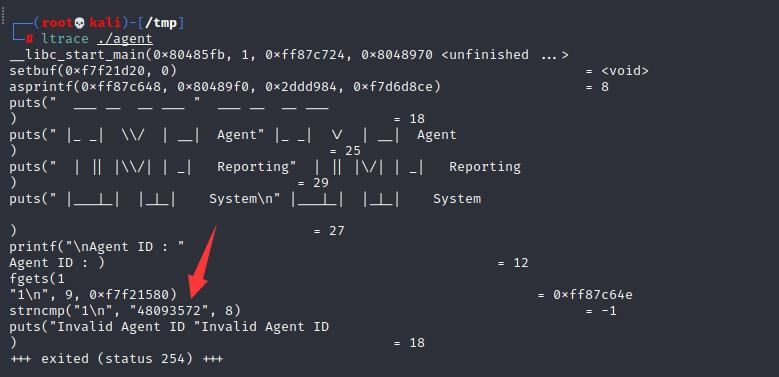 ┌──(root💀kali)-[/tmp]
└─# ltrace ./agent
__libc_start_main(0×80485fb, 1, 0×ff87c724, 0×8048970 <unfinished ...>
setbuf(0×f7f21d20, 0) = <void>
asprintf(0×ff87c648, 0×80489f0, 0×2ddd984, 0×f7d6d8ce) = 8
puts("  ___ __  __ ___ "  ___ __  __ ___
) = 18
puts(" |_ _|  \\/  | __|  Agent" |_ _|  \/  | __|  Agent
) = 25
puts("  | || |\\/| | _|   Reporting"  | || |\/| | _|   Reporting
) = 29
puts(" |___|_|  |_|___|    System\n" |___|_|  |_|___|    System
) = 27
printf("\nAgent ID : "
Agent ID : ) = 12
fgets(1
"1\n", 9, 0×f7f21580) = 0×ff87c64e
strncmp("1\n", "48093572", 8) = -1
puts("Invalid Agent ID "Invalid Agent ID
) = 18
+++ exited (status 254) +++